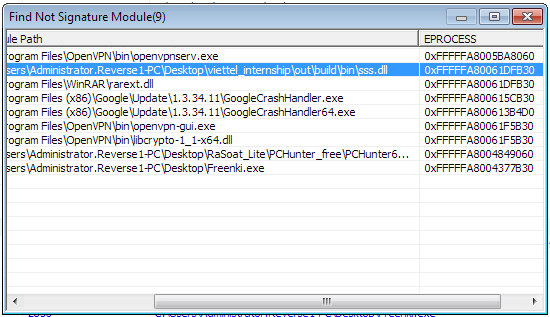 Find Not Signature Module(9)
ule Path EPROCESS
rogram Files\OpenVPN\bin\openvpnserv.exe 0xFFFFFA8005BA8060
sers\Administrator.Reverse1-PC\Desktop\viettel_internship\out\build\bin\sss.dll 0xFFFFFA80061DFB30
rogram Files\WinRAR\rarext.dll 0xFFFFFA80061DFB30
rogram Files (x86)\Google\Update\1.3.34.11\GoogleCrashHandler.exe 0xFFFFFA800615CB30
rogram Files (x86)\Google\Update\1.3.34.11\GoogleCrashHandler64.exe 0xFFFFFA800613B4D0
rogram Files\OpenVPN\bin\openvpn-gui.exe 0xFFFFFA80061F5B30
rogram Files\OpenVPN\bin\libcrypto-1_1-x64.dll 0xFFFFFA80061F5B30
sers\Administrator.Reverse1-PC\Desktop\RaSoat_Lite\PCHunter_free\PCHunter6... 0xFFFFFA8004849060
sers\Administrator.Reverse1-PC\Desktop\Freenki.exe 0xFFFFFA8004377B30